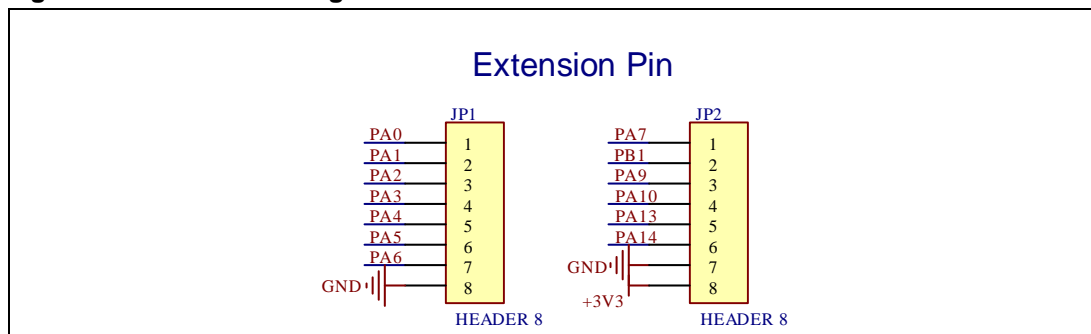 Extension Pin
JP1
PA0 1
PA1 2
PA2 3
PA3 4
PA4 5
PA5 6
PA6 7
GND 8
HEADER 8
JP2
PA7 1
PB1 2
PA9 3
PA10 4
PA13 5
PA14 6
GND 7
+3V3 8
HEADER 8